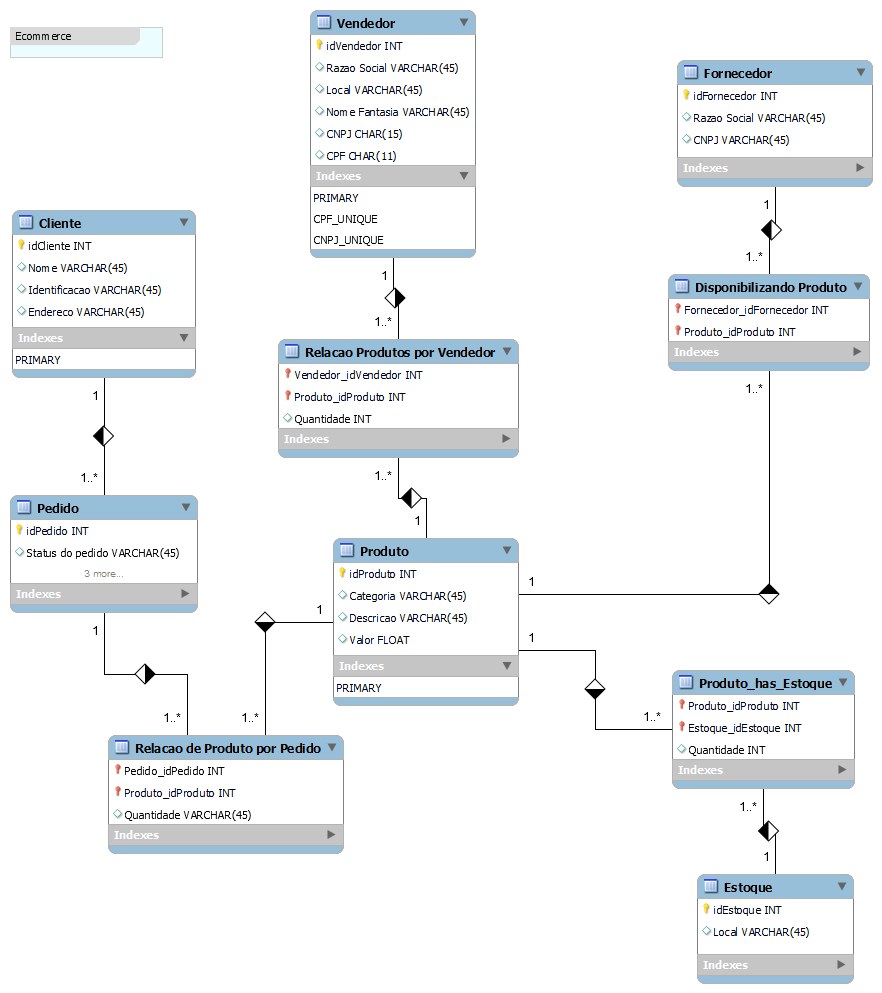 Ecommerce
Vendedor
idVendedor INT
Razao Social VARCHAR(45)
Local VARCHAR(45)
Nome Fantasia VARCHAR(45)
CNPJ CHAR(15)
CPF CHAR(11)
Indexes
PRIMARY
CPF_UNIQUE
CNPJ_UNIQUE
1
1..*
Fornecedor
idFornecedor INT
Razao Social VARCHAR(45)
CNPJ VARCHAR(45)
Indexes
1
1..*
Cliente
idCliente INT
Nome VARCHAR(45)
Identificacao VARCHAR(45)
Endereco VARCHAR(45)
Indexes
PRIMARY
1
1..*
Relacao Produtos por Vendedor
Vendedor_idVendedor INT
Produto_idProduto INT
Quantidade INT
Indexes
1..*
1
Disponibilizando Produto
Fornecedor_idFornecedor INT
Produto_idProduto INT
Indexes
1..*
1
Pedido
idPedido INT
Status do pedido VARCHAR(45)
3 more...
Indexes
1
1..*
Produto
idProduto INT
Categoria VARCHAR(45)
Descricao VARCHAR(45)
Valor FLOAT
Indexes
PRIMARY
1
1..*
1
1..*
Relacao de Produto por Pedido
Pedido_idPedido INT
Produto_idProduto INT
Quantidade VARCHAR(45)
Indexes
Produto_has_Estoque
Produto_idProduto INT
Estoque_idEstoque INT
Quantidade INT
Indexes
1..*
1
Estoque
idEstoque INT
Local VARCHAR(45)
Indexes